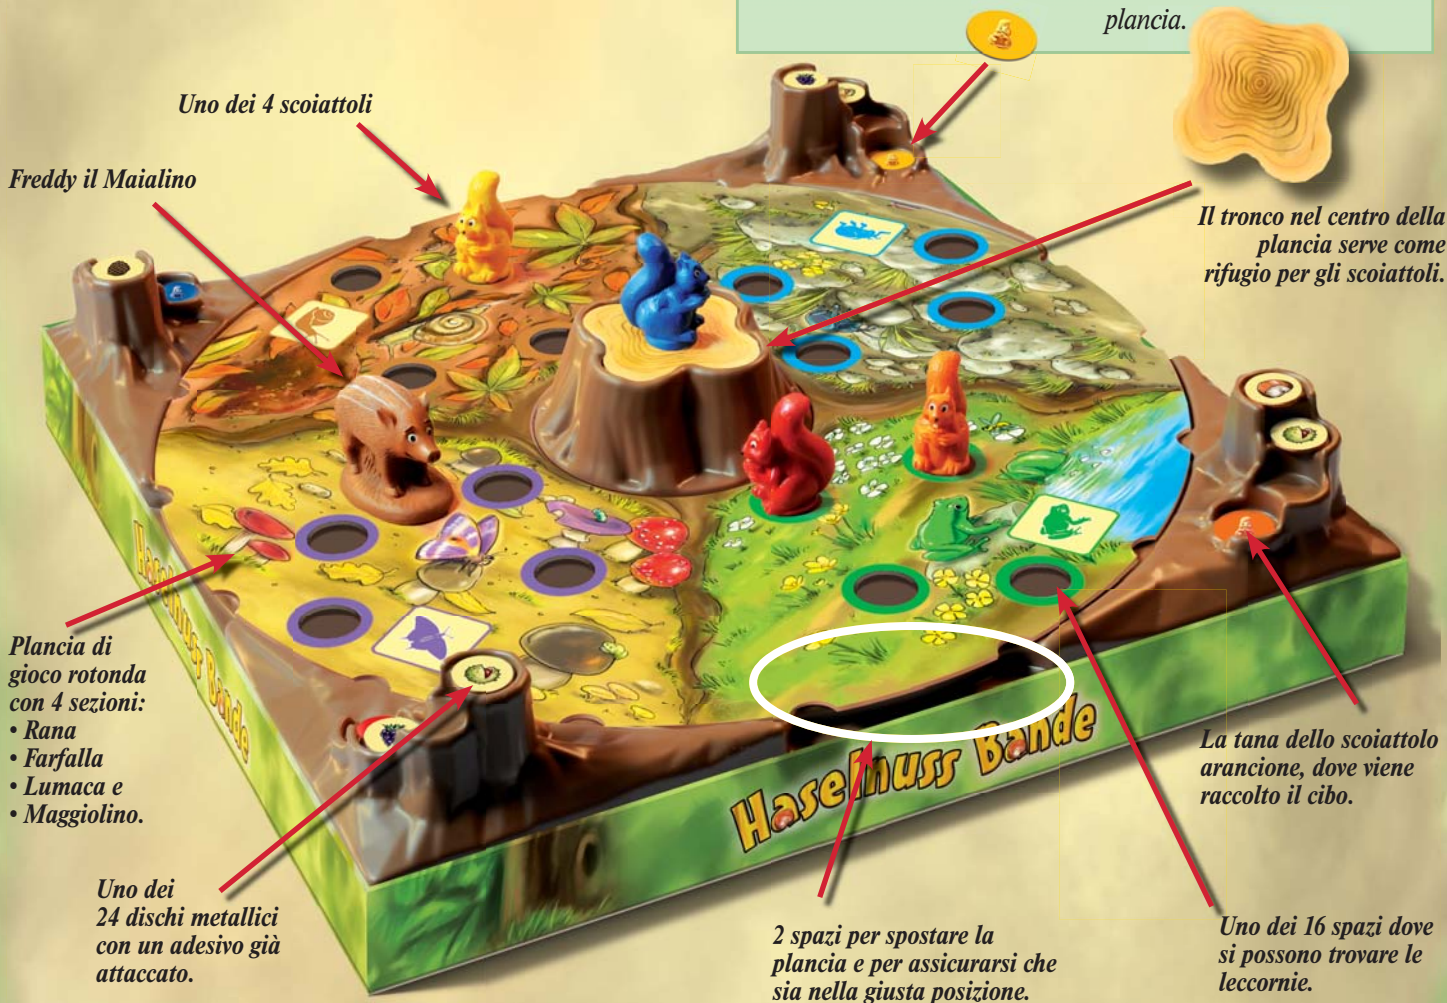 plancia.
Uno dei 4 scoiattoli
Freddy il Maialino
Il tronco nel centro della
plancia serve come
rifugio per gli scoiattoli.
Plancia di
gioco rotonda
con 4 sezioni:
• Rana
• Farfalla
• Lumaca e
• Maggiolino.
Haselnuss Bande
Haselnuss Bande
La tana dello scoiattolo
arancione, dove viene
raccolto il cibo.
Uno dei
24 dischi metallici
con un adesivo già
attaccato.
2 spazi per spostare la
plancia e per assicurarsi che
sia nella giusta posizione.
Uno dei 16 spazi dove
si possono trovare le
leccornie.